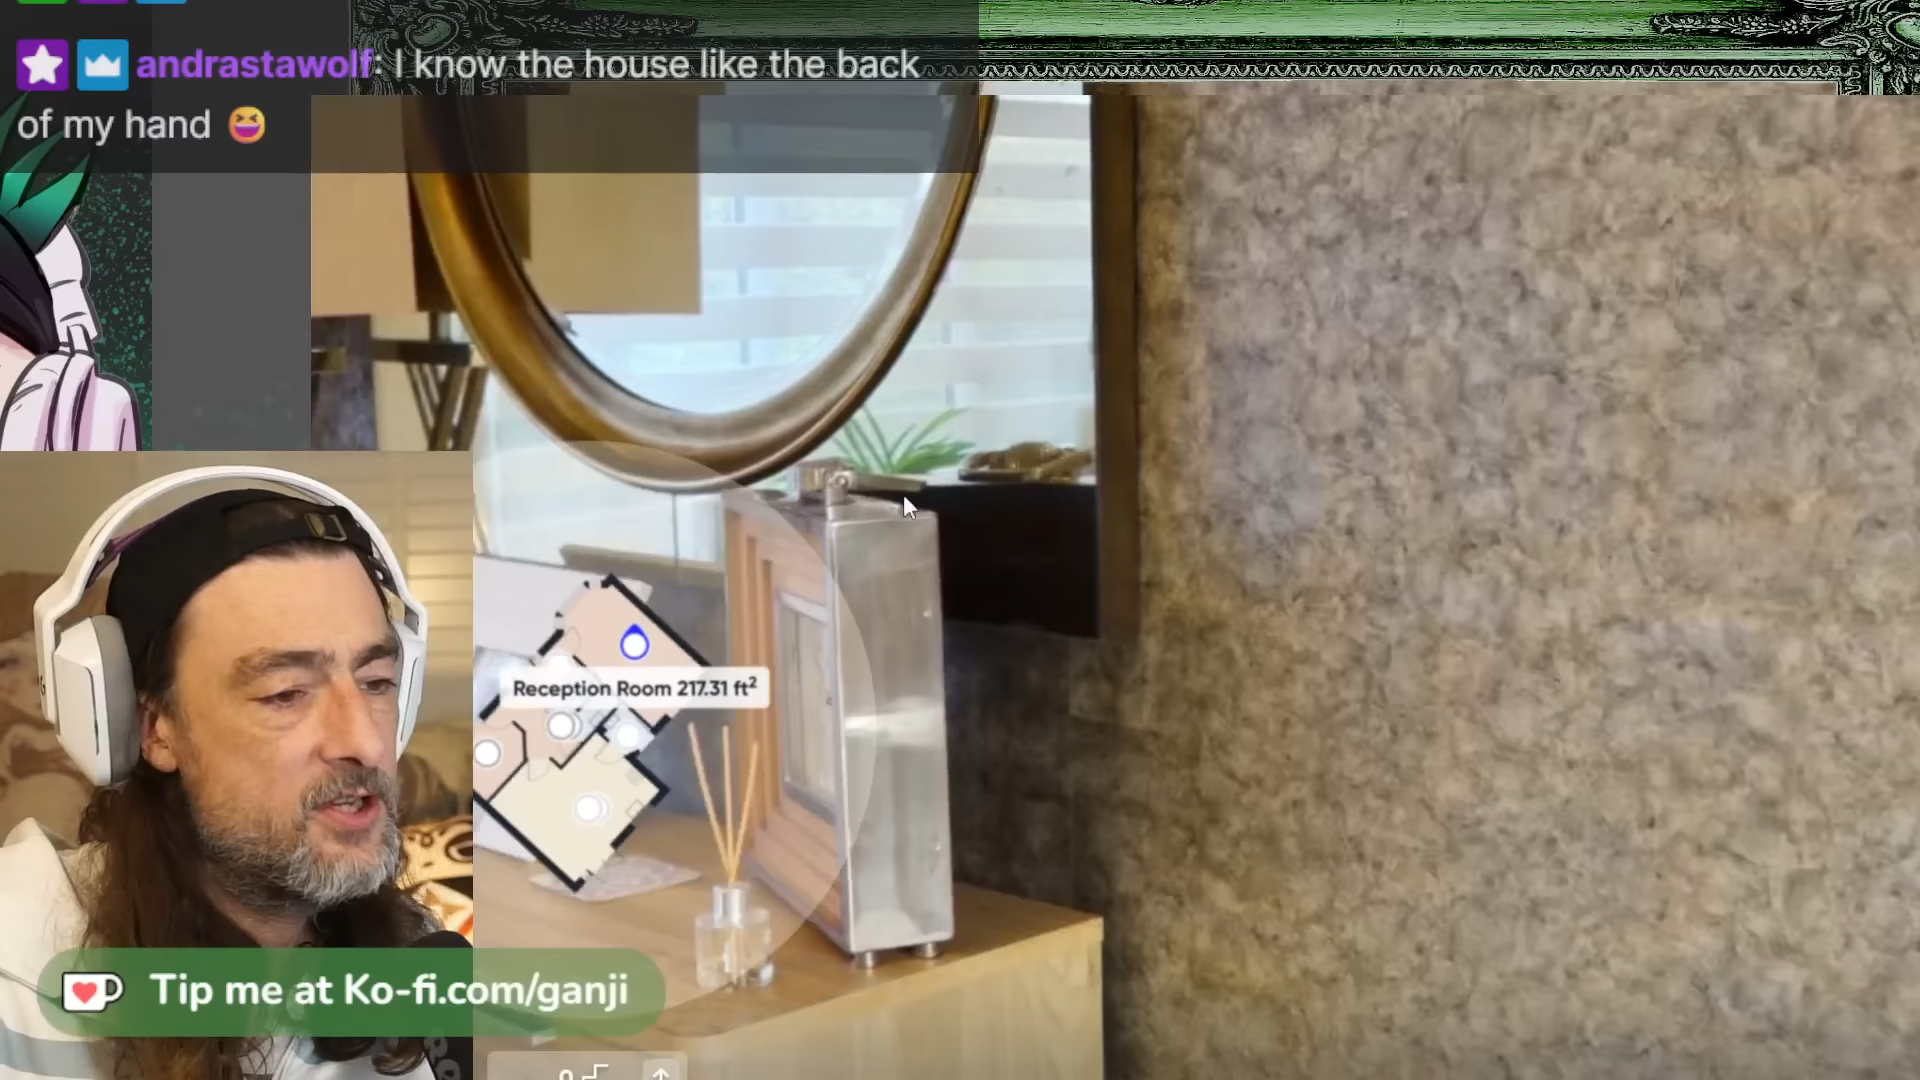 andrastawolf: I know the house like the back
of my hand
Reception Room 217.31 ft²
Tip me at Ko-fi.com/ganji